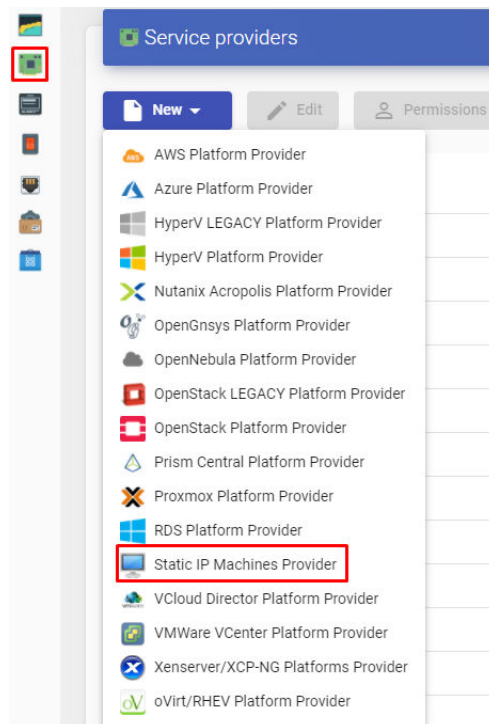 Service providers
New
Edit
Permissions
AWS Platform Provider
Azure Platform Provider
HyperV LEGACY Platform Provider
HyperV Platform Provider
Nutanix Acropolis Platform Provider
OpenGnsys Platform Provider
OpenNebula Platform Provider
OpenStack LEGACY Platform Provider
OpenStack Platform Provider
Prism Central Platform Provider
Proxmox Platform Provider
RDS Platform Provider
Static IP Machines Provider
VCloud Director Platform Provider
VMWare VCenter Platform Provider
Xenserver/XCP-NG Platforms Provider
oVirt/RHEV Platform Provider